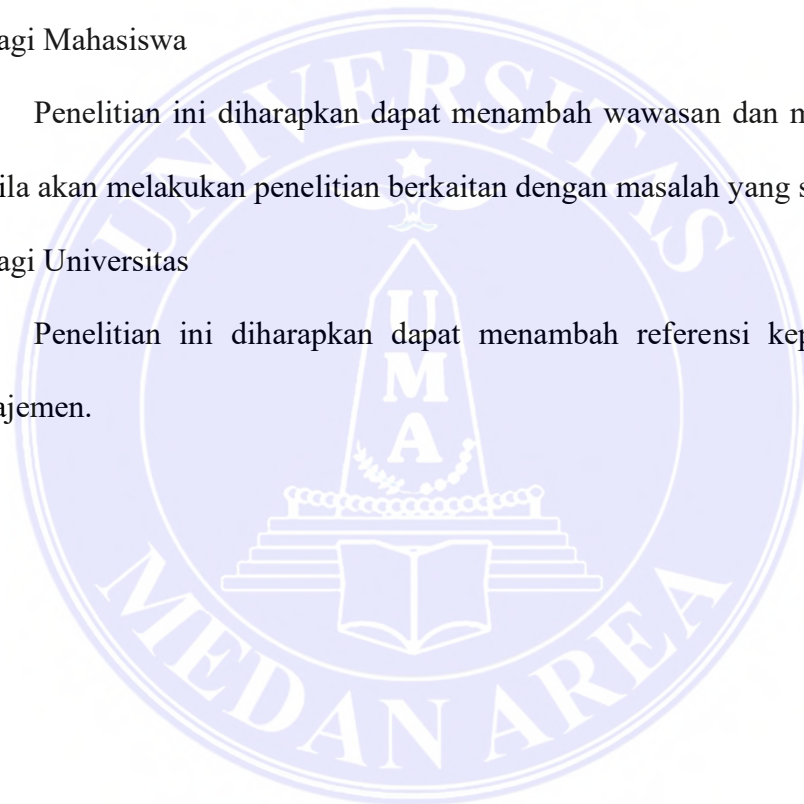 agi Mahasiswa
Penelitian ini diharapkan dapat menambah wawasan dan m
ila akan melakukan penelitian berkaitan dengan masalah yang s
agi Universitas
Penelitian ini diharapkan dapat menambah referensi kep
ajemen.
UNIVERSITAS
U
M
A
MEDAN AREA